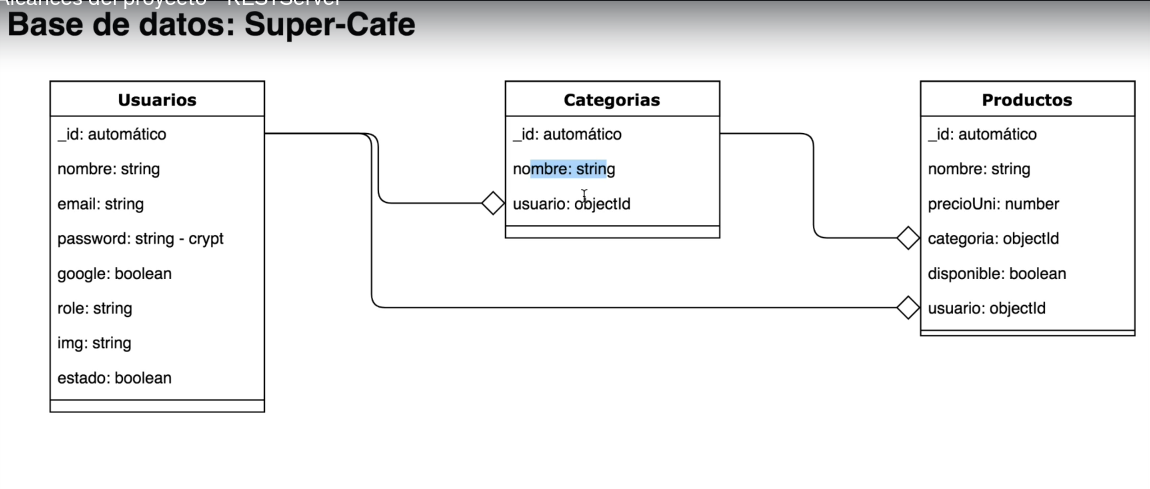 Alcances del proyecto - RESTServer
Base de datos: Super-Cafe
Usuarios
_id: automático
nombre: string
email: string
password: string - crypt
google: boolean
role: string
img: string
estado: boolean
Categorias
_id: automático
nombre: string
usuario: objectId
Productos
_id: automático
nombre: string
precioUni: number
categoria: objectId
disponible: boolean
usuario: objectId